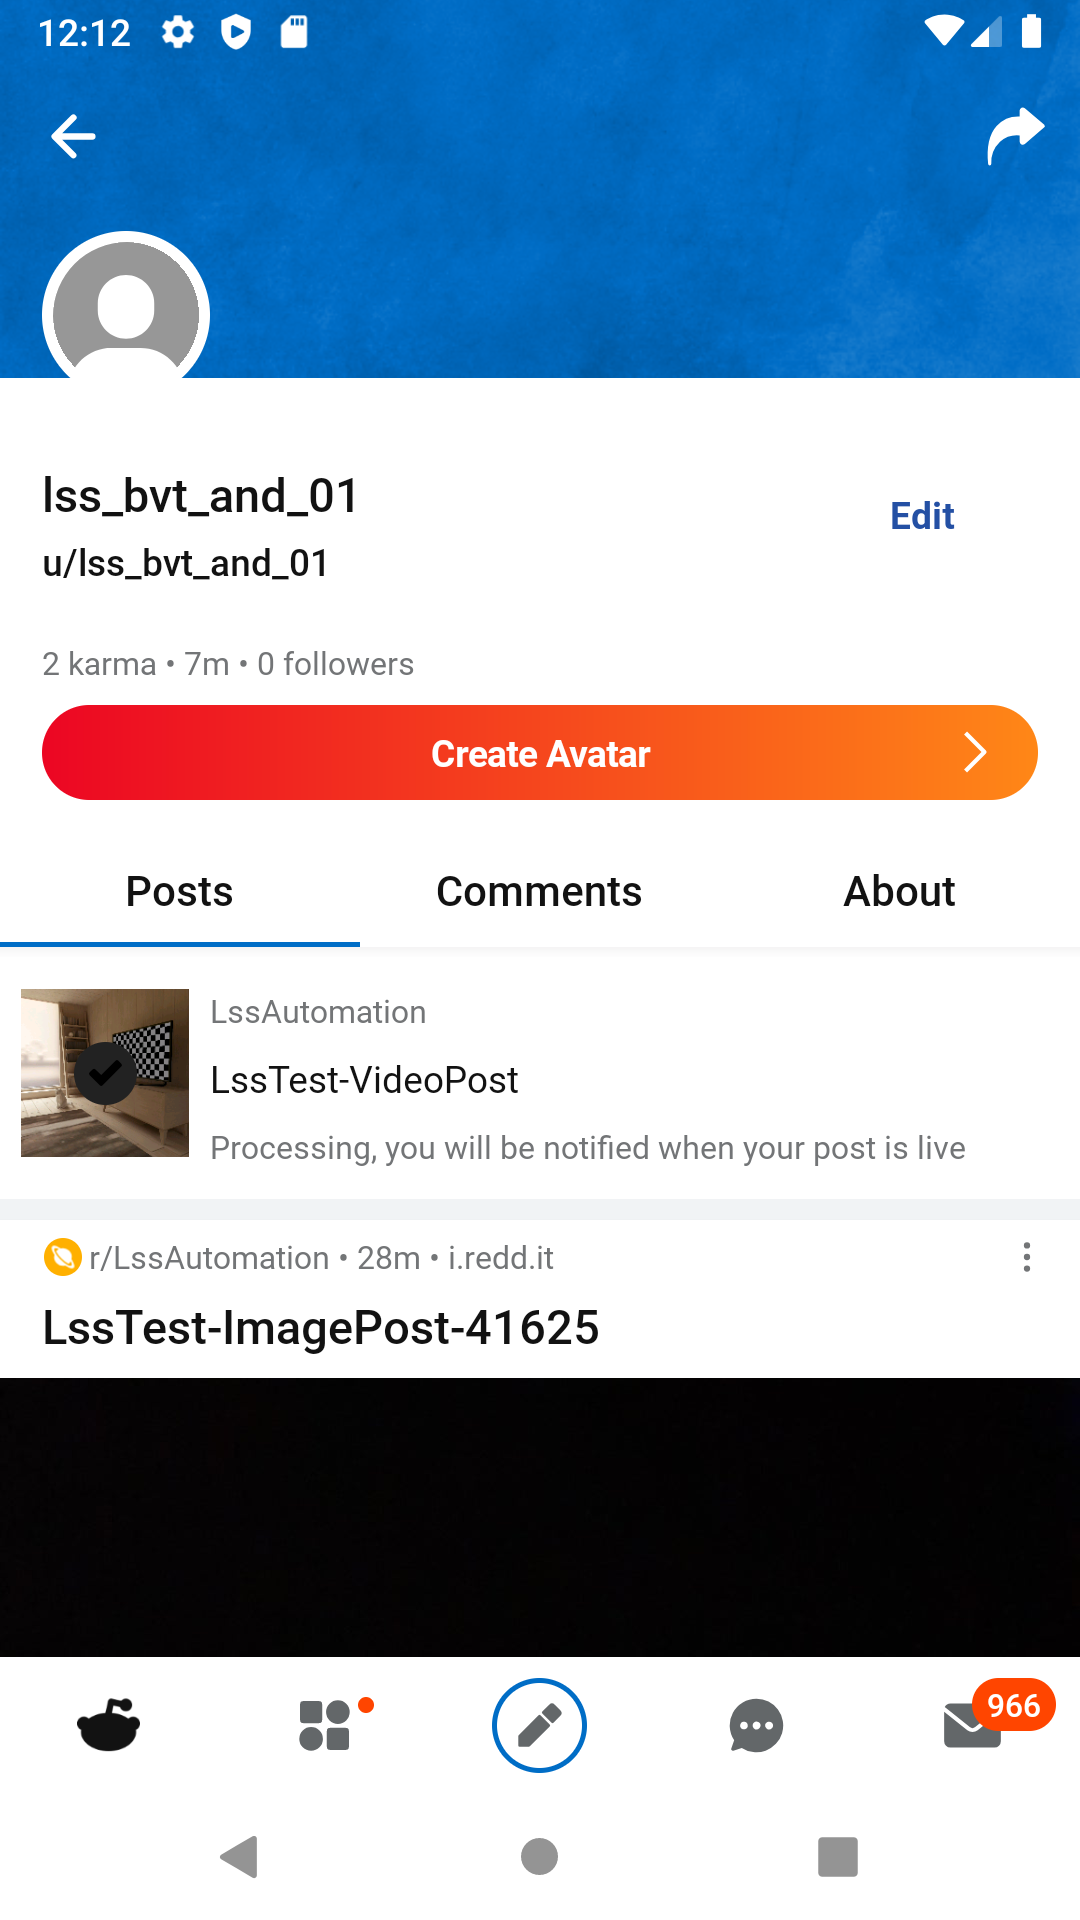 12:12
lss_bvt_and_01
Edit
u/lss_bvt_and_01
2 karma • 7m • 0 followers
Create Avatar
Posts
Comments
About
LssAutomation
LssTest-VideoPost
Processing, you will be notified when your post is live
r/LssAutomation • 28m • i.redd.it
LssTest-ImagePost-41625
966